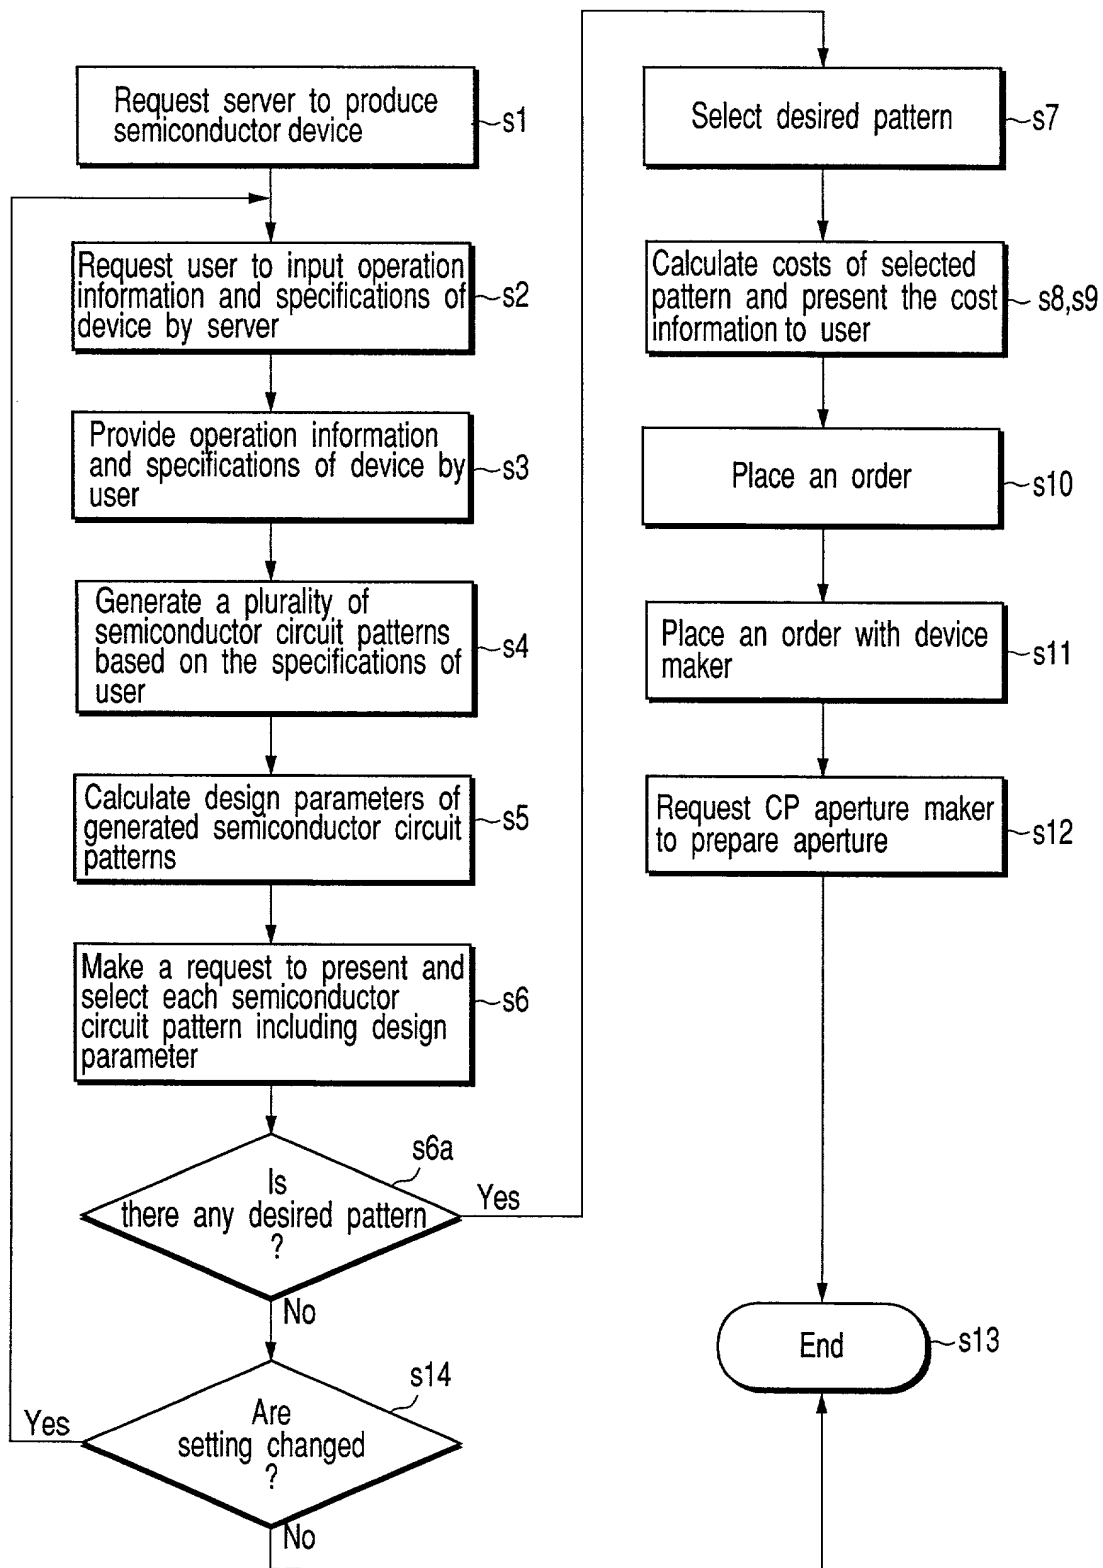 Request server to produce
semiconductor device
s1
Request user to input operation
information and specifications of
device by server
s2
Provide operation information
and specifications of device by
user
s3
Generate a plurality of
semiconductor circuit patterns
based on the specifications of
user
s4
Calculate design parameters of
generated semiconductor circuit
patterns
s5
Make a request to present and
select each semiconductor
circuit pattern including design
parameter
s6
s6a
Is
there any desired pattern
?
Yes
No
s14
Are
setting changed
?
Yes
No
Select desired pattern
s7
Calculate costs of selected
pattern and present the cost
information to user
s8,s9
Place an order
s10
Place an order with device
maker
s11
Request CP aperture maker
to prepare aperture
s12
End
s13